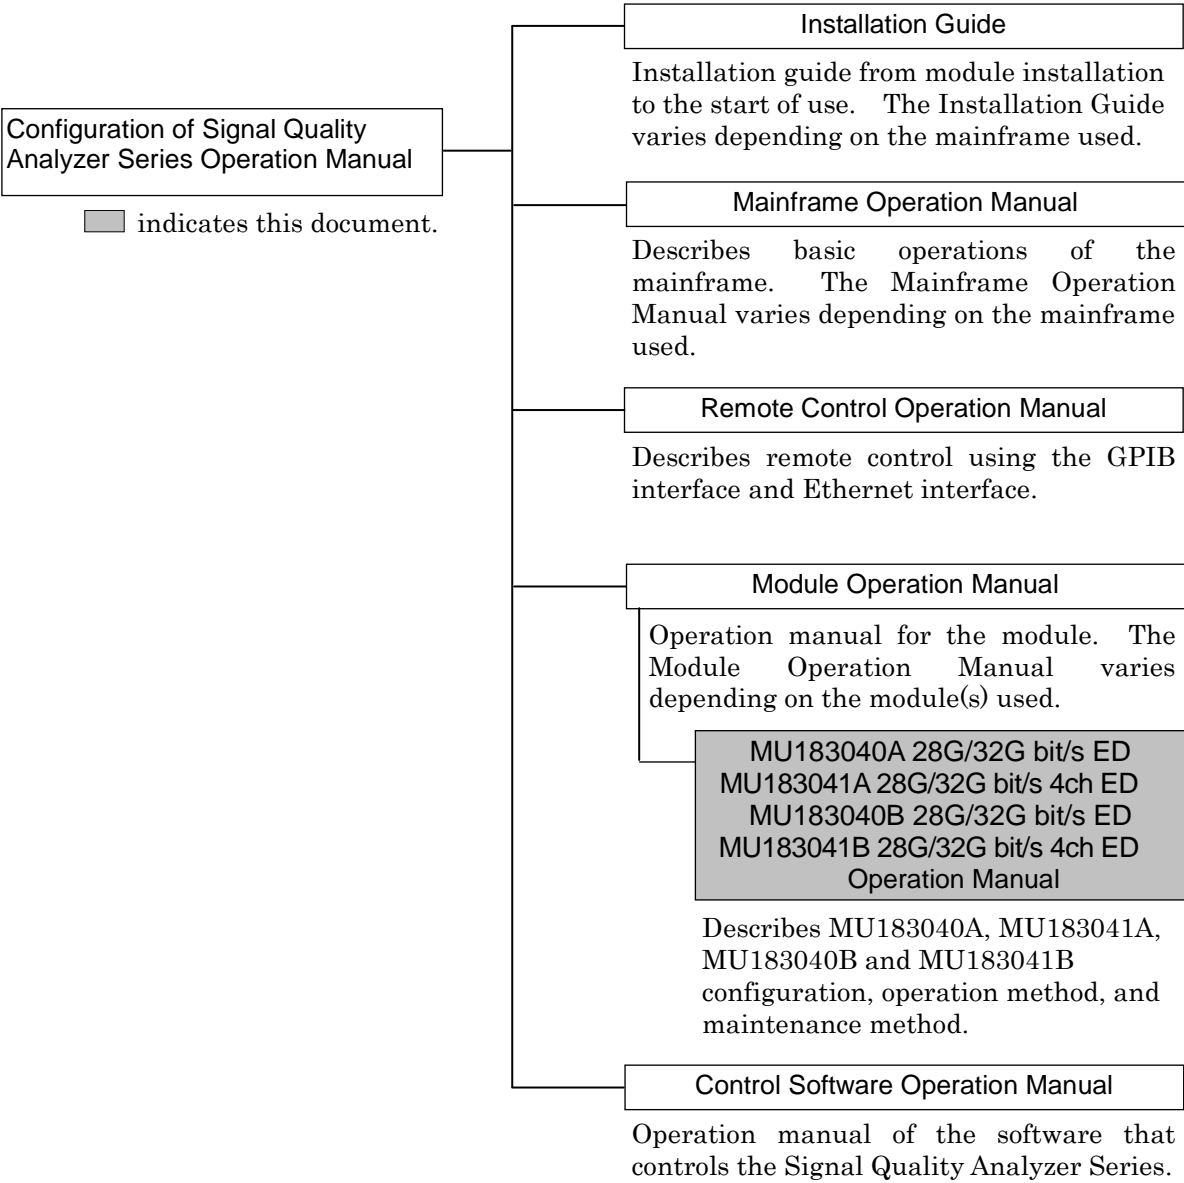 Configuration of Signal Quality
Analyzer Series Operation Manual
indicates this document.
Installation Guide
Installation guide from module installation
to the start of use. The Installation Guide
varies depending on the mainframe used.
Mainframe Operation Manual
Describes basic operations of the
mainframe. The Mainframe Operation
Manual varies depending on the mainframe
used.
Remote Control Operation Manual
Describes remote control using the GPIB
interface and Ethernet interface.
Module Operation Manual
Operation manual for the module. The
Module Operation Manual varies
depending on the module(s) used.
MU183040A 28G/32G bit/s ED
MU183041A 28G/32G bit/s 4ch ED
MU183040B 28G/32G bit/s ED
MU183041B 28G/32G bit/s 4ch ED
Operation Manual
Describes MU183040A, MU183041A,
MU183040B and MU183041B
configuration, operation method, and
maintenance method.
Control Software Operation Manual
Operation manual of the software that
controls the Signal Quality Analyzer Series.